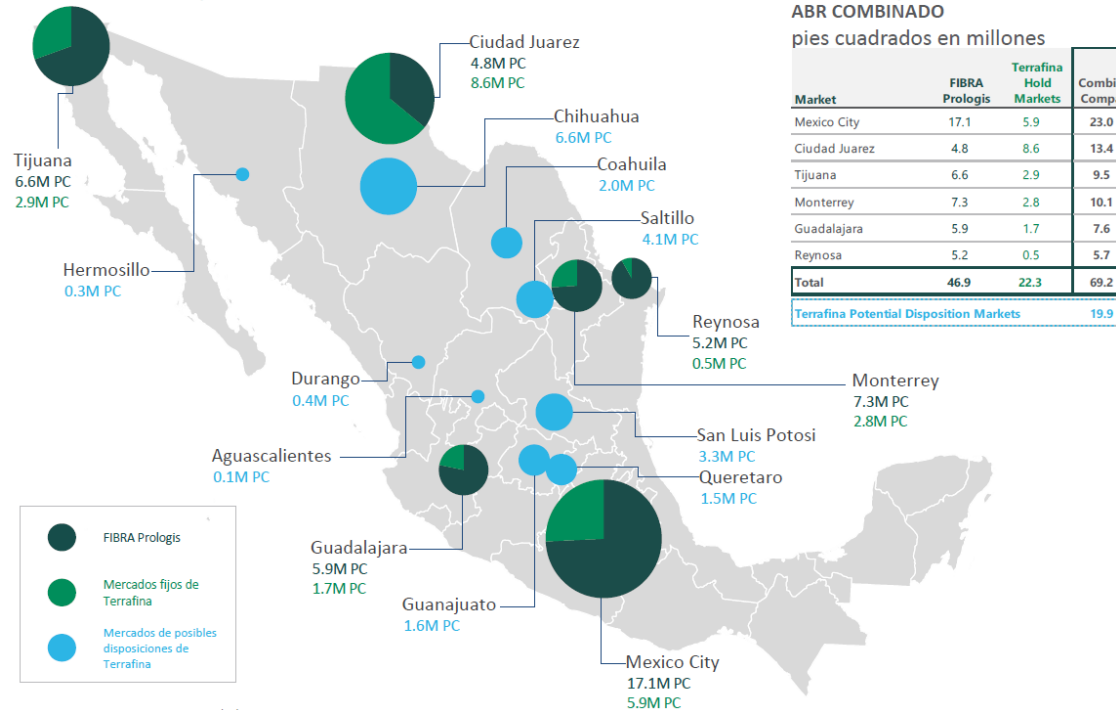 ABR COMBINADO
pies cuadrados en millones
Market FIBRA Prologis Terrafina Hold Markets
Mexico City 17.1 5.9 23.0
Ciudad Juarez 4.8 8.6 13.4
Tijuana 6.6 2.9 9.5
Monterrey 7.3 2.8 10.1
Guadalajara 5.9 1.7 7.6
Reynosa 5.2 0.5 5.7
Total 46.9 22.3 69.2
Terrafina Potential Disposition Markets 19.9
Ciudad Juarez
4.8M PC
8.6M PC
Chihuahua
6.6M PC
Coahuila
2.0M PC
Saltillo
4.1M PC
Tijuana
6.6M PC
2.9M PC
Hermosillo
0.3M PC
Reynosa
5.2M PC
0.5M PC
Durango
0.4M PC
Monterrey
7.3M PC
2.8M PC
Aguascalientes
0.1M PC
San Luis Potosi
3.3M PC
Queretaro
1.5M PC
Guadalajara
5.9M PC
1.7M PC
Guanajuato
1.6M PC
Mexico City
17.1M PC
5.9M PC
FIBRA Prologis
Mercados fijos de
Terrafina
Mercados de posibles
disposiciones de
Terrafina